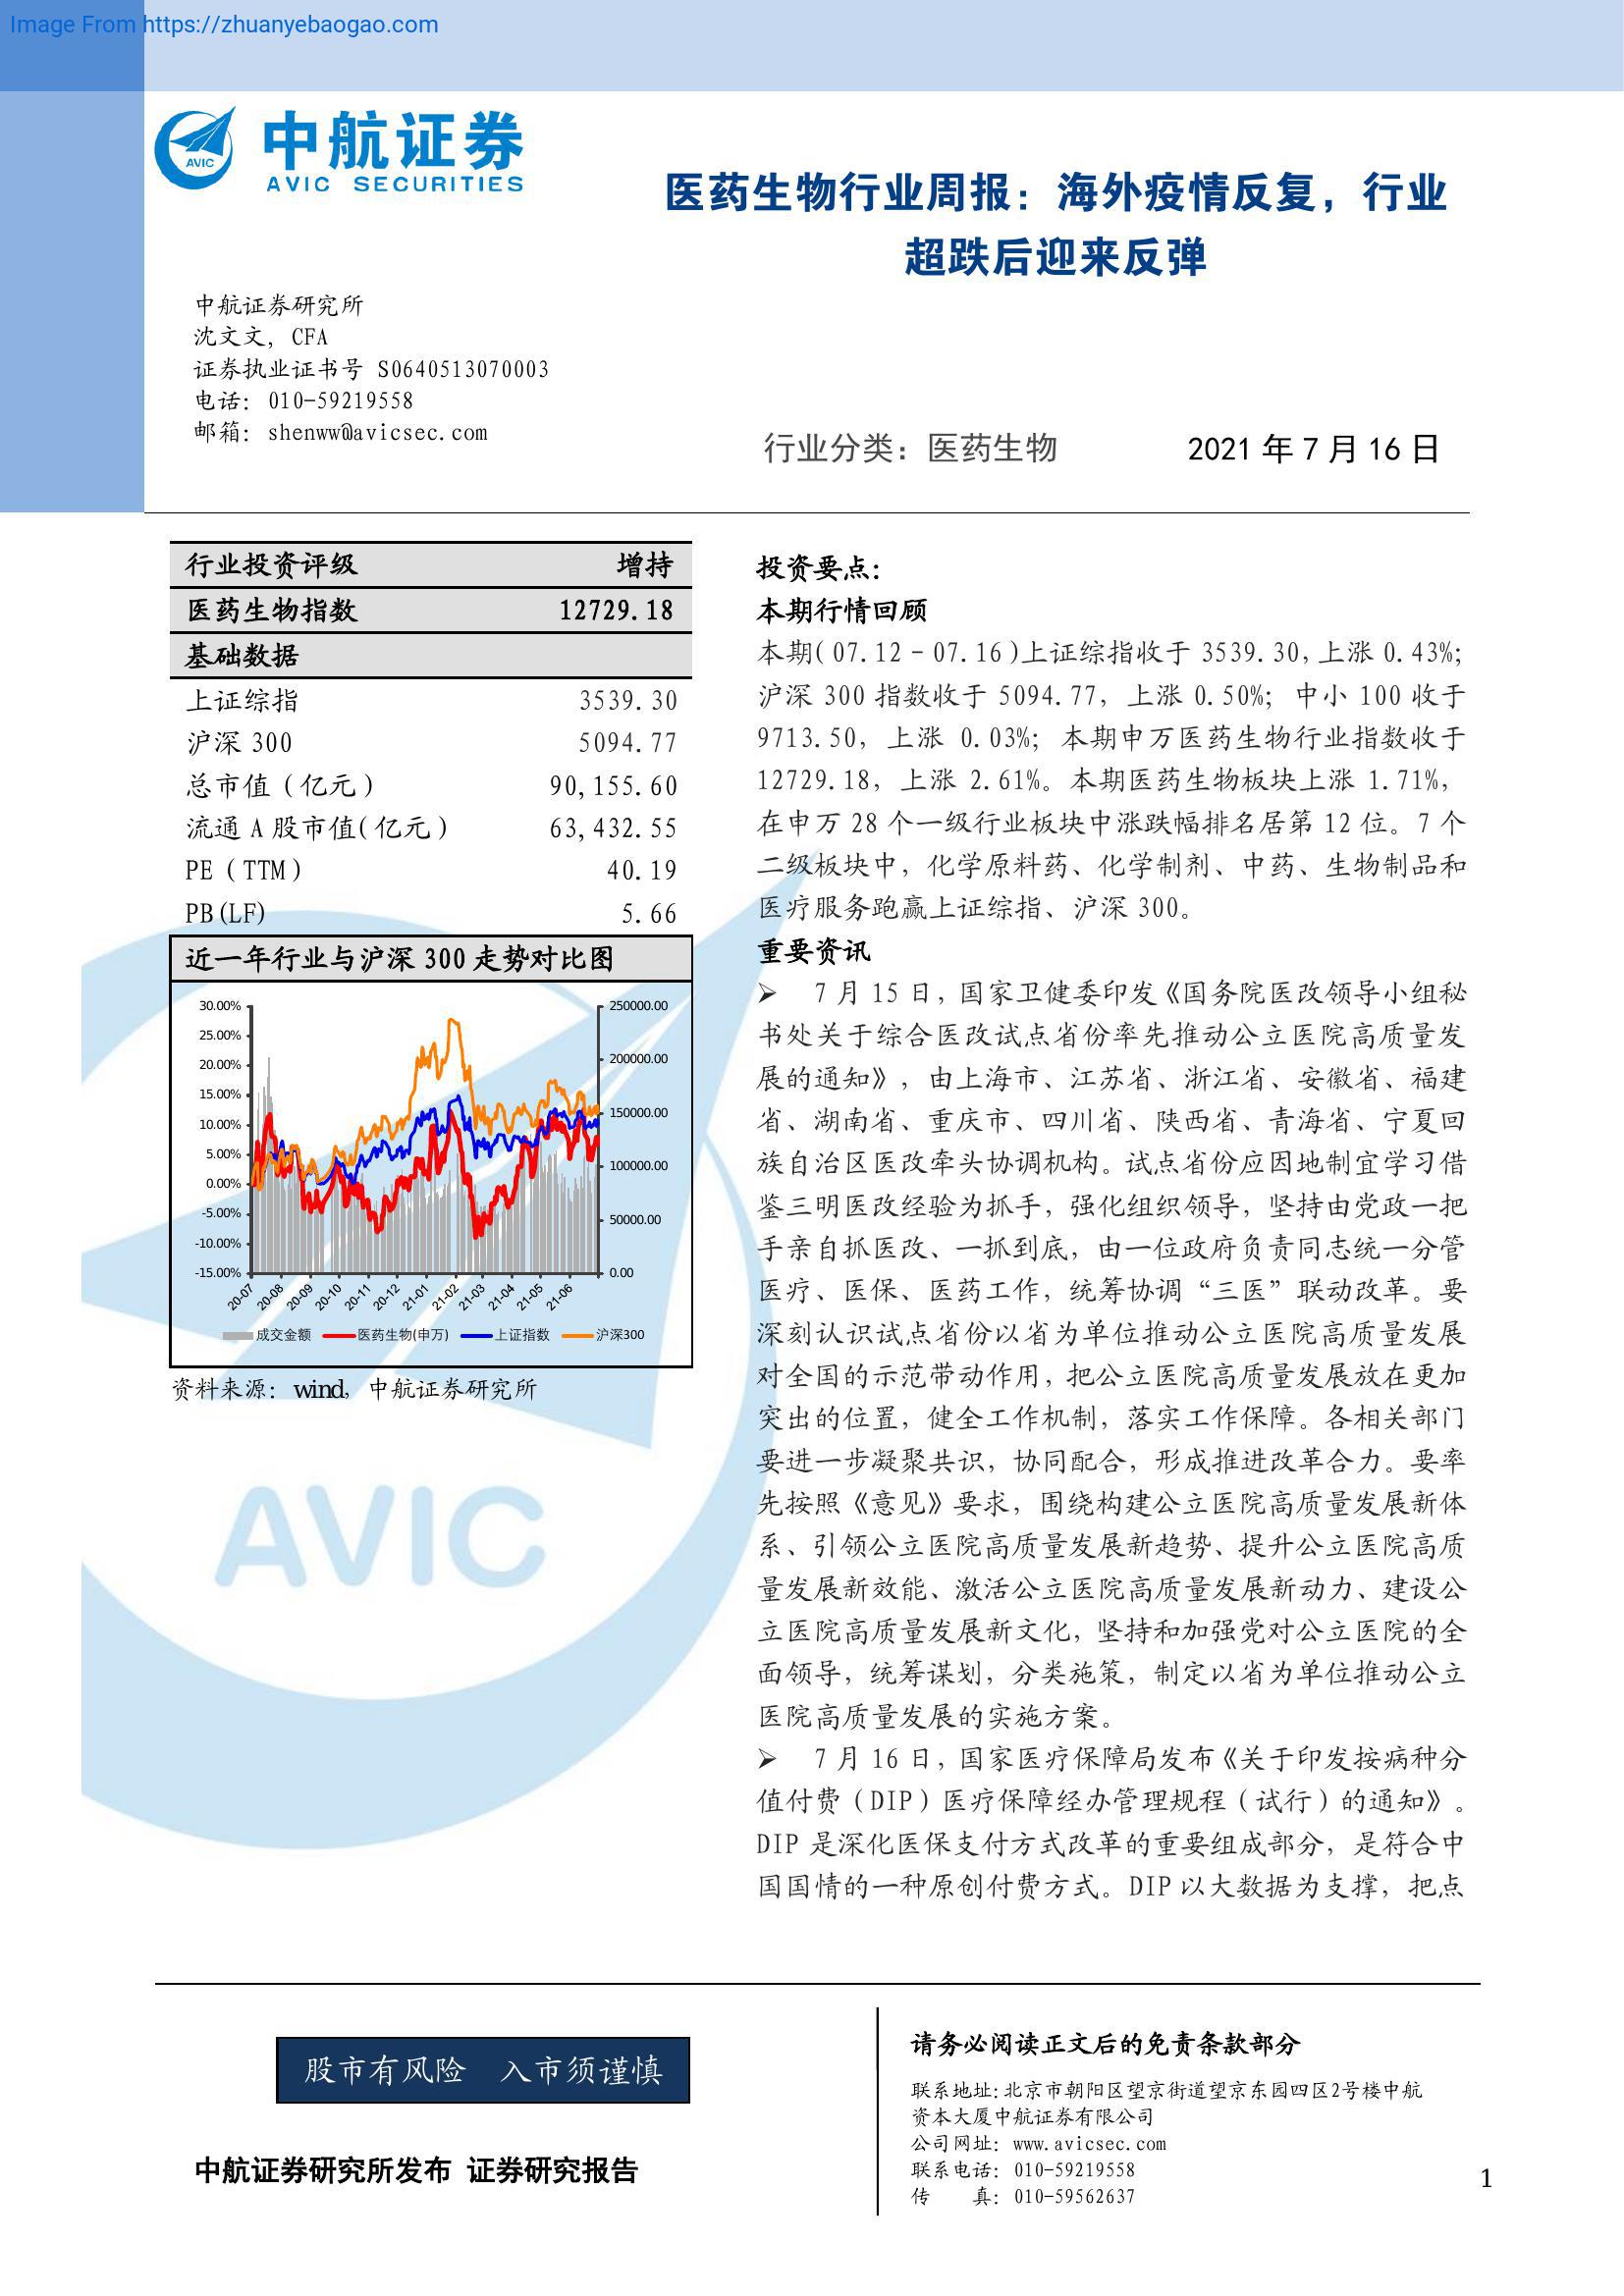 Image From https://zhuanyebaogao.com
AVIC
中航证券
AVIC SECURITIES
医药生物行业周报：海外疫情反复，行业
超跌后迎来反弹
中航证券研究所
沈文文，CFA
证券执业证书号 S0640513070003
电话：010-59219558
邮箱：shenww@avicsec.com
行业分类：医药生物 2021 年 7 月 16 日
行业投资评级 增持
医药生物指数 12729.18
基础数据
上证综指 3539.30
沪深 300 5094.77
总市值（亿元） 90,155.60
流通 A 股市值(亿元) 63,432.55
PE（TTM） 40.19
PB(LF) 5.66
近一年行业与沪深 300 走势对比图
30.00% 250000.00
25.00%
20.00% 200000.00
15.00%
150000.00
10.00%
5.00%
100000.00
0.00%
-5.00%
50000.00
-10.00%
-15.00% 0.00
20-07 20-08 20-09 20-10 20-11 20-12 21-01 21-02 21-03 21-04 21-05 21-06
成交金额 医药生物(申万) 上证指数 沪深300
资料来源：wind，中航证券研究所
AVIC
投资要点：
本期行情回顾
本期(07.12-07.16)上证综指收于 3539.30,上涨 0.43%;
沪深 300 指数收于 5094.77，上涨 0.50%；中小 100 收于
9713.50，上涨 0.03%；本期申万医药生物行业指数收于
12729.18，上涨 2.61%。本期医药生物板块上涨 1.71%，
在申万 28 个一级行业板块中涨跌幅排名居第 12 位。7 个
二级板块中，化学原料药、化学制剂、中药、生物制品和
医疗服务跑赢上证综指、沪深 300。
重要资讯
➢ 7 月 15 日，国家卫健委印发《国务院医改领导小组秘
书处关于综合医改试点省份率先推动公立医院高质量发
展的通知》，由上海市、江苏省、浙江省、安徽省、福建
省、湖南省、重庆市、四川省、陕西省、青海省、宁夏回
族自治区医改牵头协调机构。试点省份应因地制宜学习借
鉴三明医改经验为抓手，强化组织领导，坚持由党政一把
手亲自抓医改、一抓到底，由一位政府负责同志统一分管
医疗、医保、医药工作，统筹协调“三医”联动改革。要
深刻认识试点省份以省为单位推动公立医院高质量发展
对全国的示范带动作用，把公立医院高质量发展放在更加
突出的位置，健全工作机制，落实工作保障。各相关部门
要进一步凝聚共识，协同配合，形成推进改革合力。要率
先按照《意见》要求，围绕构建公立医院高质量发展新体
系、引领公立医院高质量发展新趋势、提升公立医院高质
量发展新效能、激活公立医院高质量发展新动力、建设公
立医院高质量发展新文化，坚持和加强党对公立医院的全
面领导，统筹谋划，分类施策，制定以省为单位推动公立
医院高质量发展的实施方案。
➢ 7 月 16 日，国家医疗保障局发布《关于印发按病种分
值付费（DIP）医疗保障经办管理规程（试行）的通知》。
DIP 是深化医保支付方式改革的重要组成部分，是符合中
国国情的一种原创付费方式。DIP 以大数据为支撑，把点
股市有风险 入市须谨慎
中航证券研究所发布 证券研究报告
请务必阅读正文后的免责条款部分
联系地址:北京市朝阳区望京街道望京东园四区2号楼中航
资本大厦中航证券有限公司
公司网址：www.avicsec.com
联系电话：010-59219558
传 真：010-59562637
1